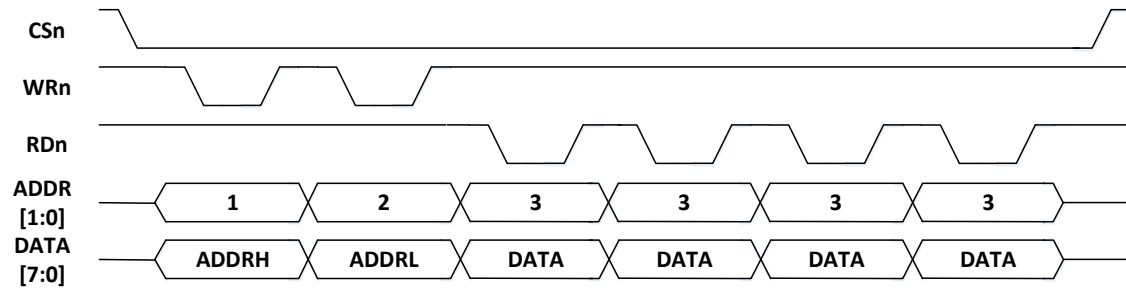 CSn
WRn
RDn
ADDR
[1:0]
1 2 3 3 3 3
DATA
[7:0]
ADDRH ADDRL DATA DATA DATA DATA